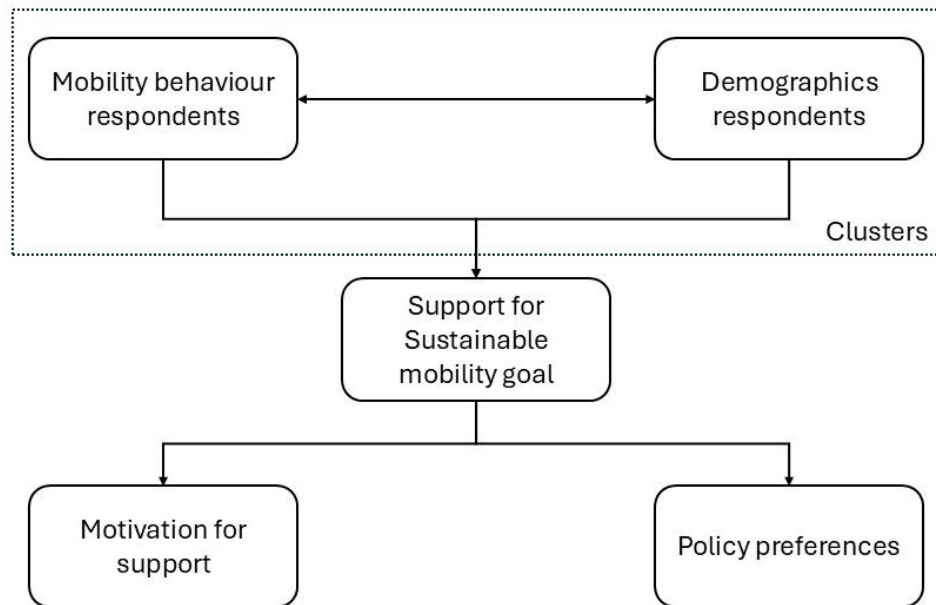 Mobility behaviour
respondents
Demographics
respondents
Clusters
Support for
Sustainable
mobility goal
Motivation for
support
Policy preferences